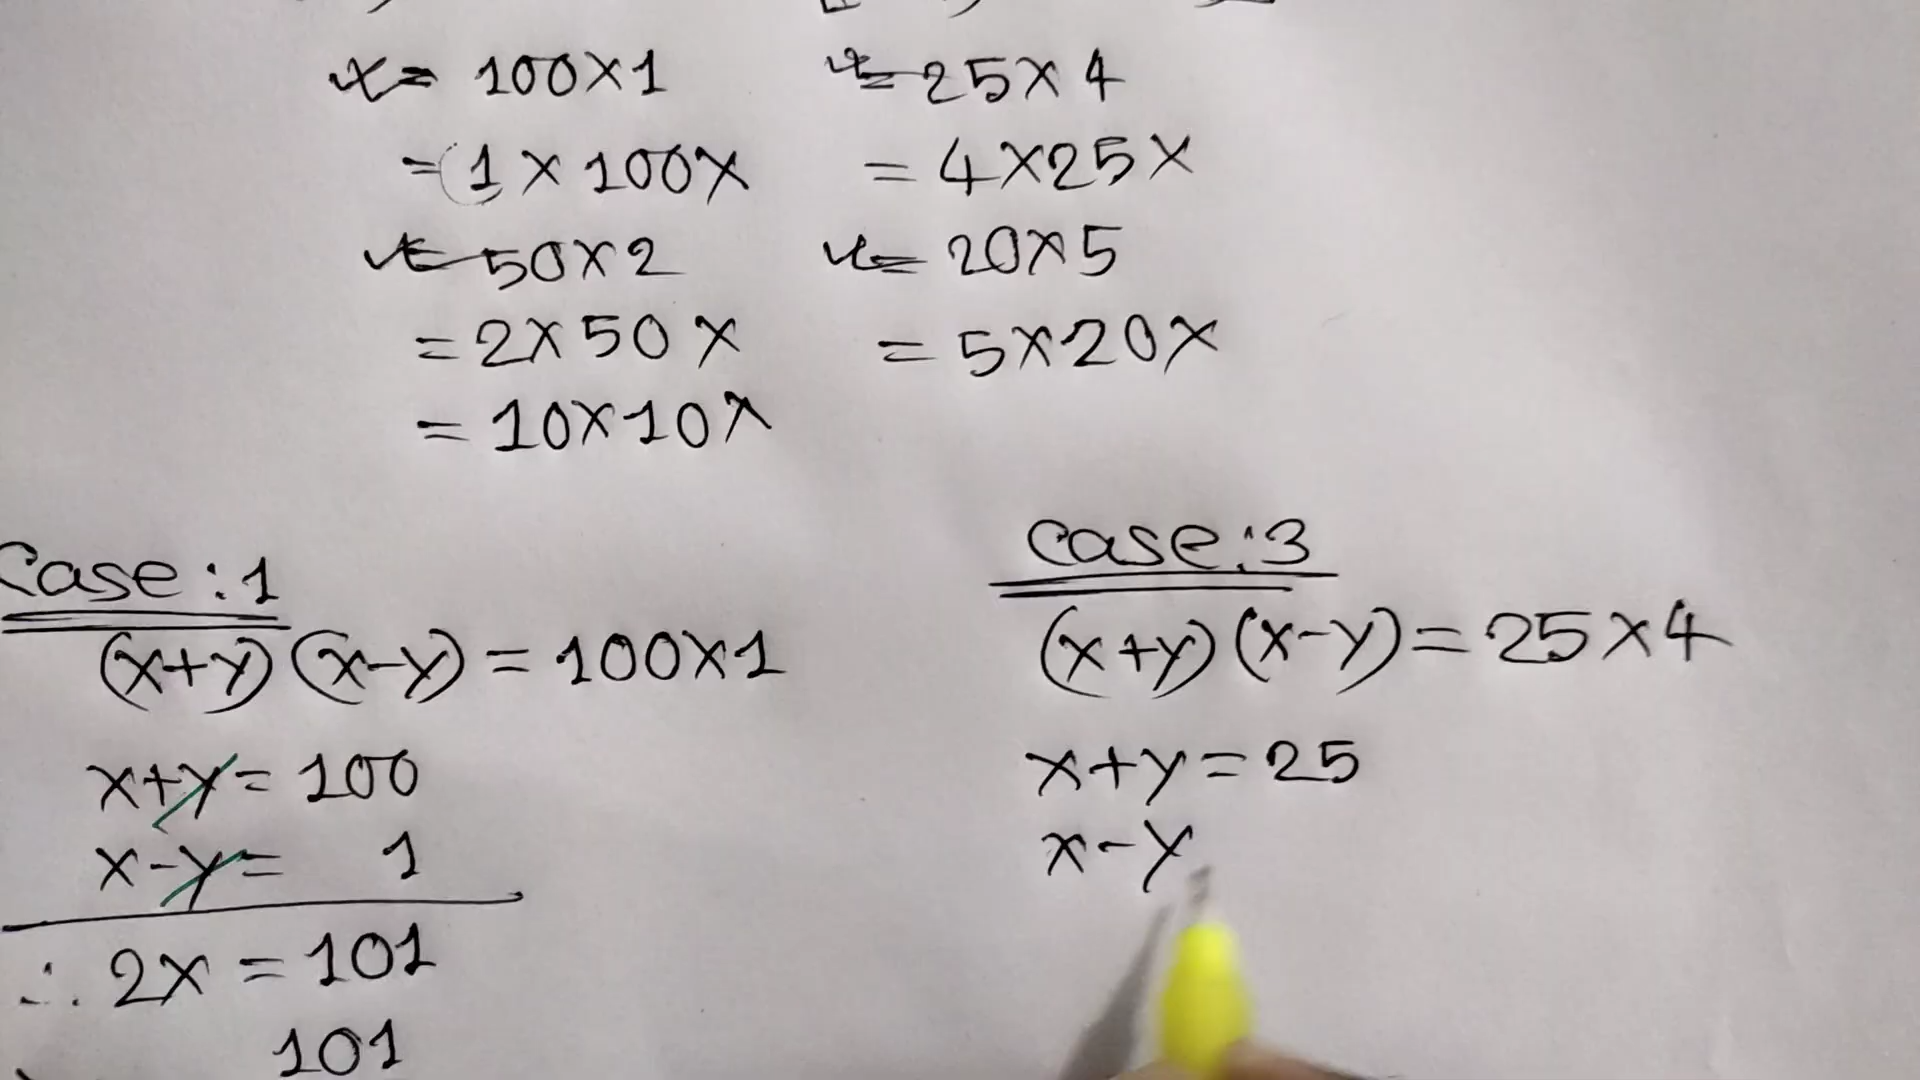 = 100×1
= 1 × 100×
50×2
= 2×50 ×
= 10×10×
= 25×4
= 4×25×
= 20×5
= 5×20×
Case : 1
(x+y) (x-y) = 100×1
x+y = 100
x-y = 1
∴ 2x = 101
101
Case : 3
(x+y) (x-y) = 25×4
x+y = 25
x-y